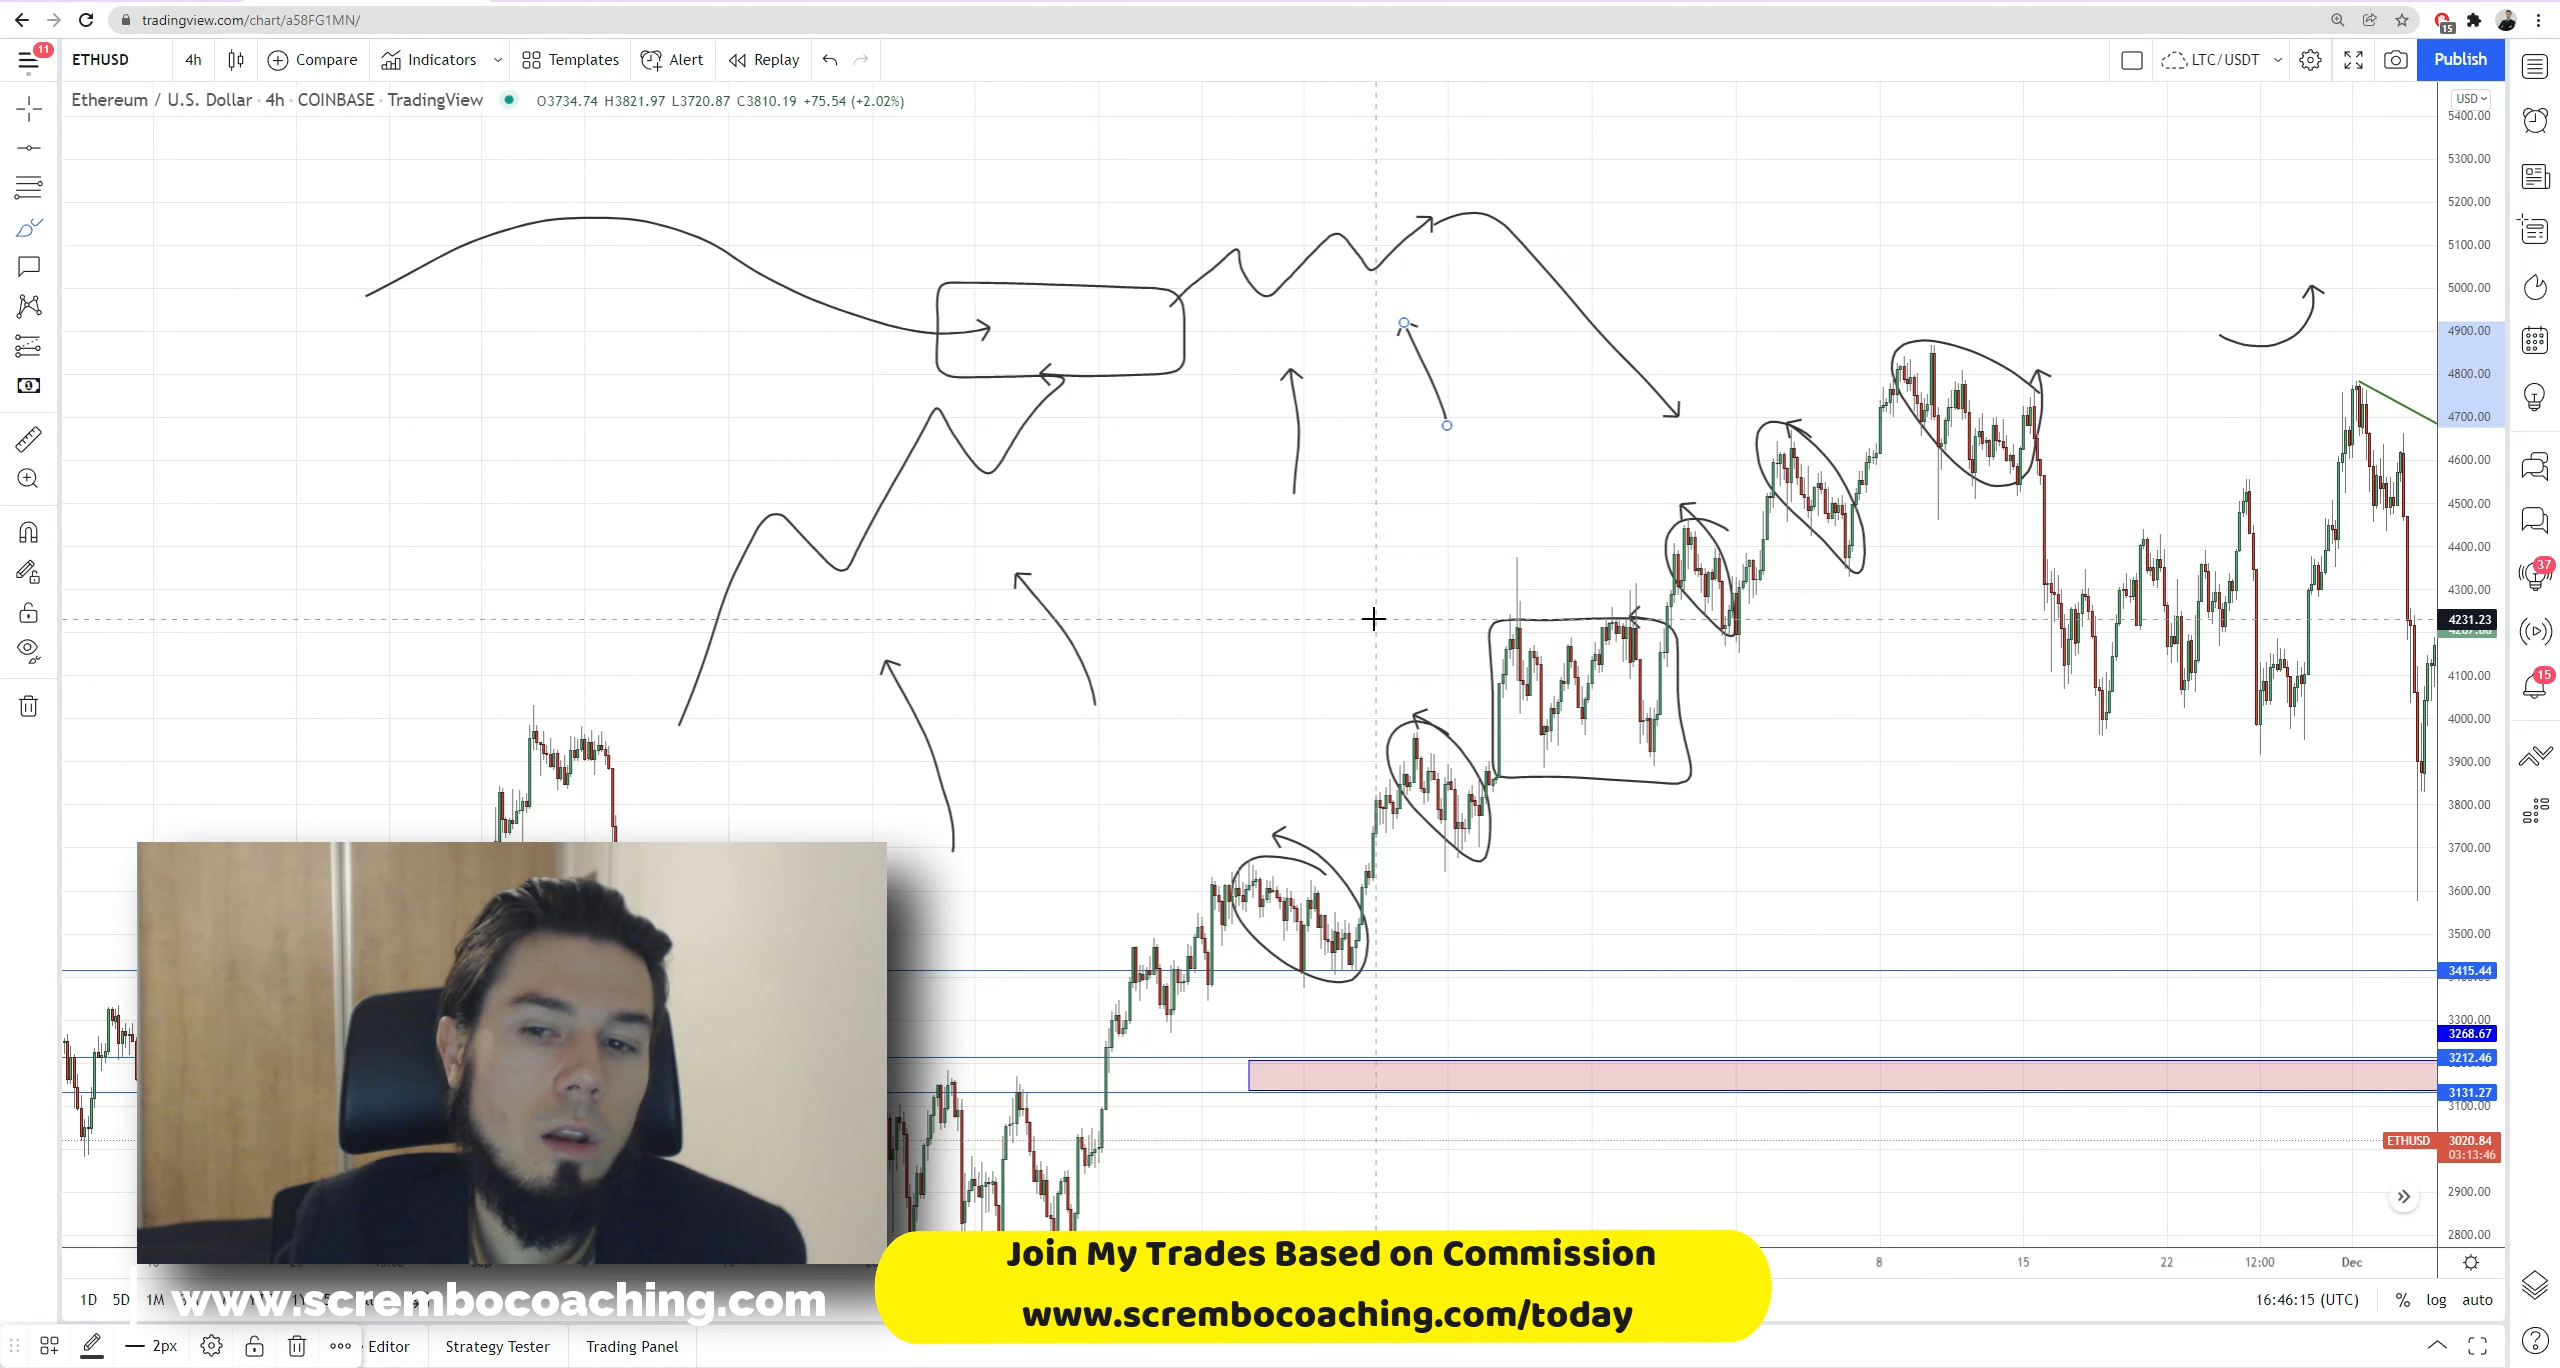 tradingview.com/chart/a58FG1MN/
15
11
ETHUSD 4h Compare Indicators Templates Alert Replay LTC/USDT Publish
Ethereum / U.S. Dollar · 4h · COINBASE · TradingView O3734.74 H3821.97 L3720.87 C3810.19 +75.54 (+2.02%)
USD
5400.00
5300.00
5200.00
5100.00
5000.00
4900.00
4800.00
4700.00
4600.00
4500.00
4400.00
4300.00
37
4231.23
4100.00
15
4000.00
3900.00
3800.00
3700.00
3600.00
3500.00
3415.44
3300.00
3268.67
3212.46
3131.27
3100.00
ETHUSD 3020.84
03:13:46
2900.00
2800.00
8 15 22 12:00 Dec
Join My Trades Based on Commission
www.scrembocoaching.com/today
1D 5D 1M
www.scrembocoaching.com
16:46:15 (UTC) % log auto
2px Editor Strategy Tester Trading Panel